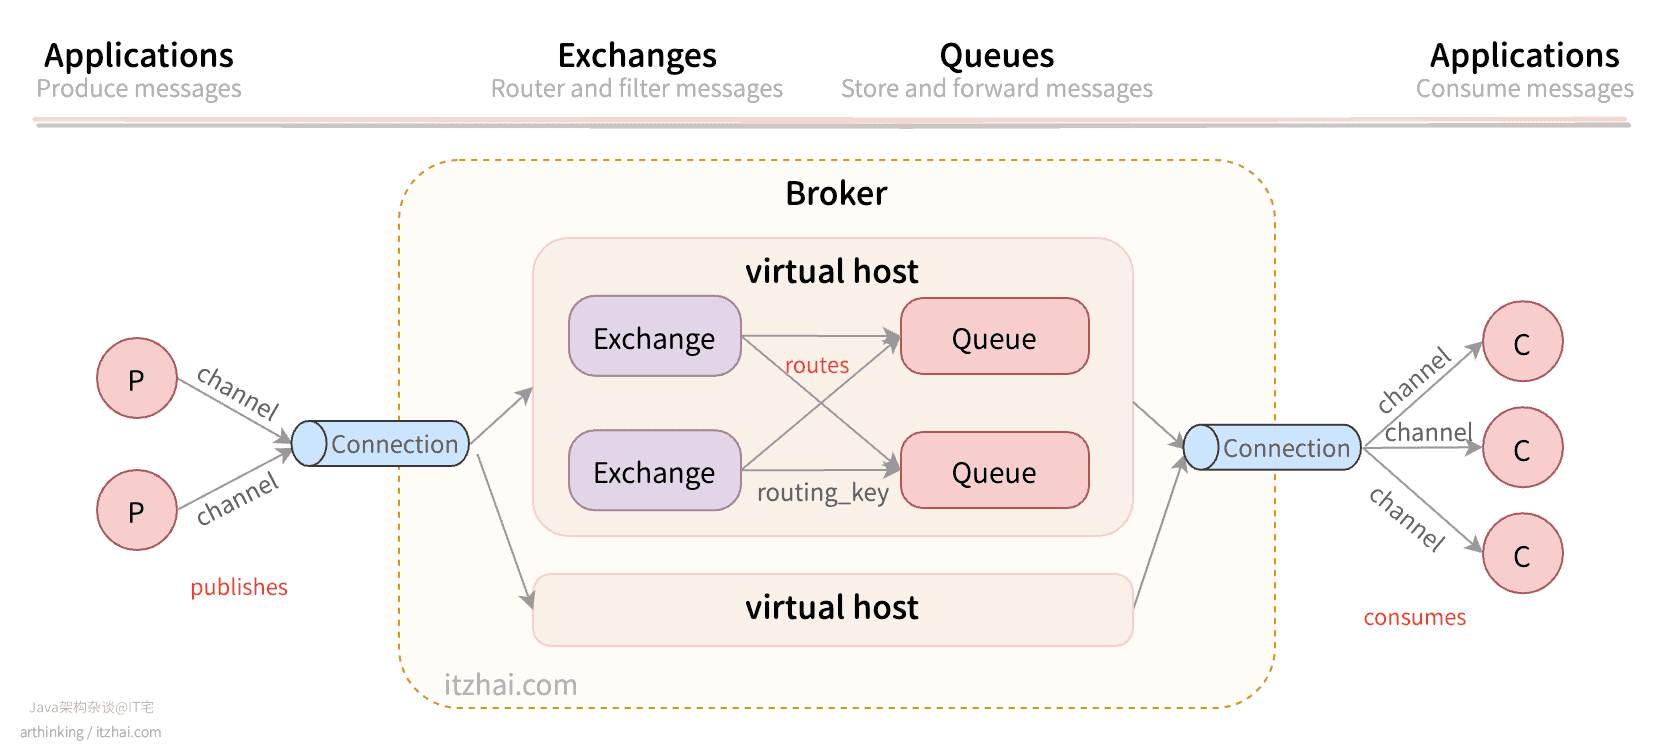 Applications
Produce messages
Exchanges
Router and filter messages
Queues
Store and forward messages
Applications
Consume messages
Broker
virtual host
Exchange
Queue
routes
Exchange
Queue
routing_key
virtual host
P
channel
Connection
P
channel
publishes
Connection
channel
C
channel
C
channel
C
consumes
itzhai.com
Java架构杂谈@IT宅
arthinking / itzhai.com